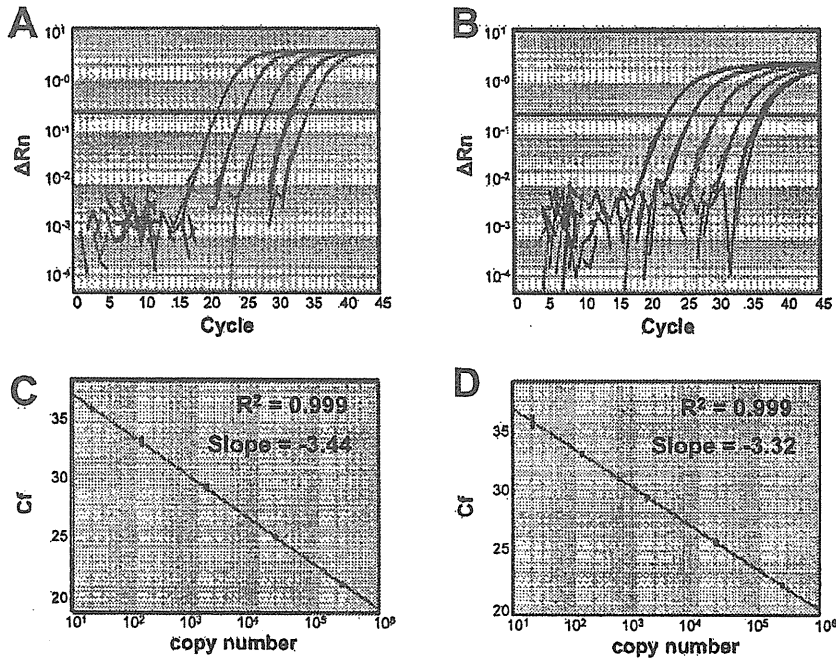 A
10¹
10⁻⁰
10⁻¹
10⁻²
10⁻³
10⁻⁴
ΔRn
0 5 10 .15 20 25 30 .35 .40 45
Cycle
B
10¹
10⁻⁰
10⁻¹
10⁻²
10⁻³
10⁻⁴
ΔRn
0 5 10 15 20 25 30 35 40 45
Cycle
C
R² = 0.999
Slope = -3.44
35
30
25
20
Cf
10¹ 10² 10³ 10⁴ 10⁵ 10⁶
copy number
D
R² = 0.999
Slope = -3.32
35
30
25
20
Cf
10¹ 10² 10³ 10⁴ 10⁵ 10⁶
copy number